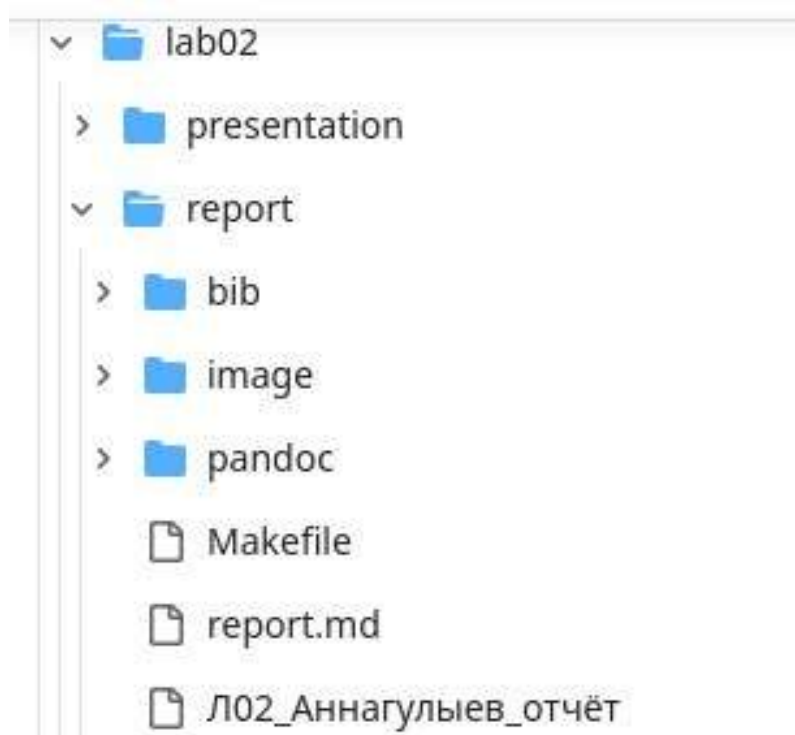 lab02
presentation
report
bib
image
pandoc
Makefile
report.md
Л02_Аннагулыев_отчёт